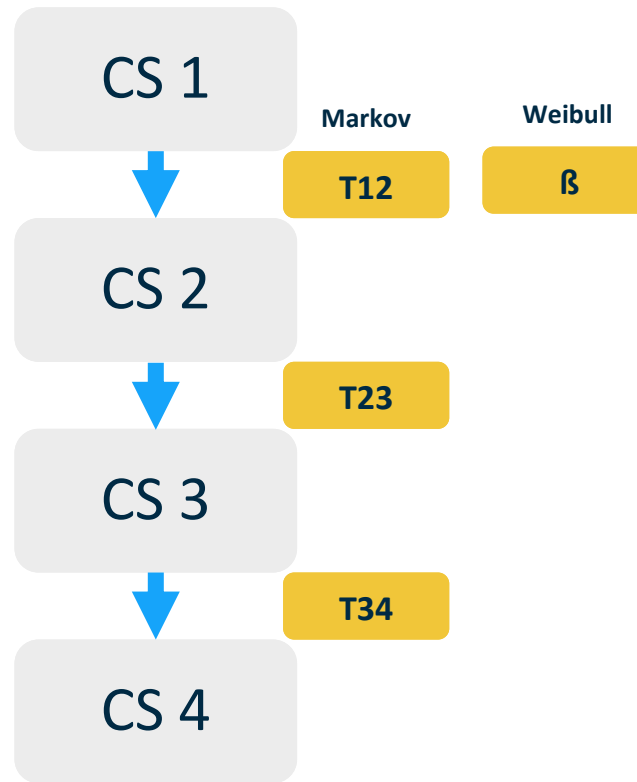 CS 1
Markov
Weibull
T12
ß
CS 2
T23
CS 3
T34
CS 4